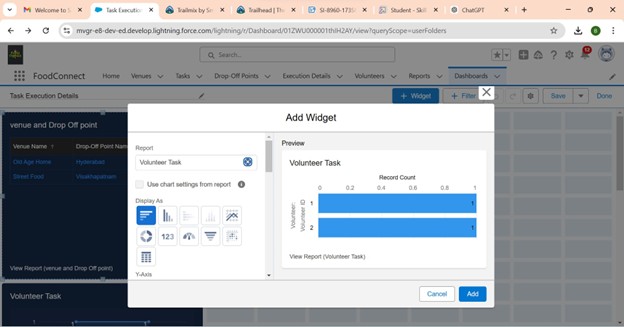 Welcome to S
Task Executio
Trailmix by Sm
Trailhead | Th
SI-8960-1735
Student - Skil
ChatGPT
mvgr-e8-dev-ed.develop.lightning.force.com/lightning/r/Dashboard/01ZWU000001thIH2AY/view?queryScope=userFolders
Search...
FoodConnect Home Venues Tasks Drop-Off Points Execution Details Volunteers Reports Dashboards
Task Execution Details
+ Widget + Filter Save Done
venue and Drop Off point
Venue Name ↑ Drop-Off Point Nam
Old Age Home Hyderabad
Street Food Visakhapatnam
View Report (venue and Drop Off point)
Volunteer Task
Add Widget
Report
Volunteer Task
Use chart settings from report
Display As
123
Y-Axis
Preview
Volunteer Task
Record Count
0 0.2 0.4 0.6 0.8 1
Volunteer:
Volunteer ID
1 1
2 1
View Report (Volunteer Task)
Cancel Add